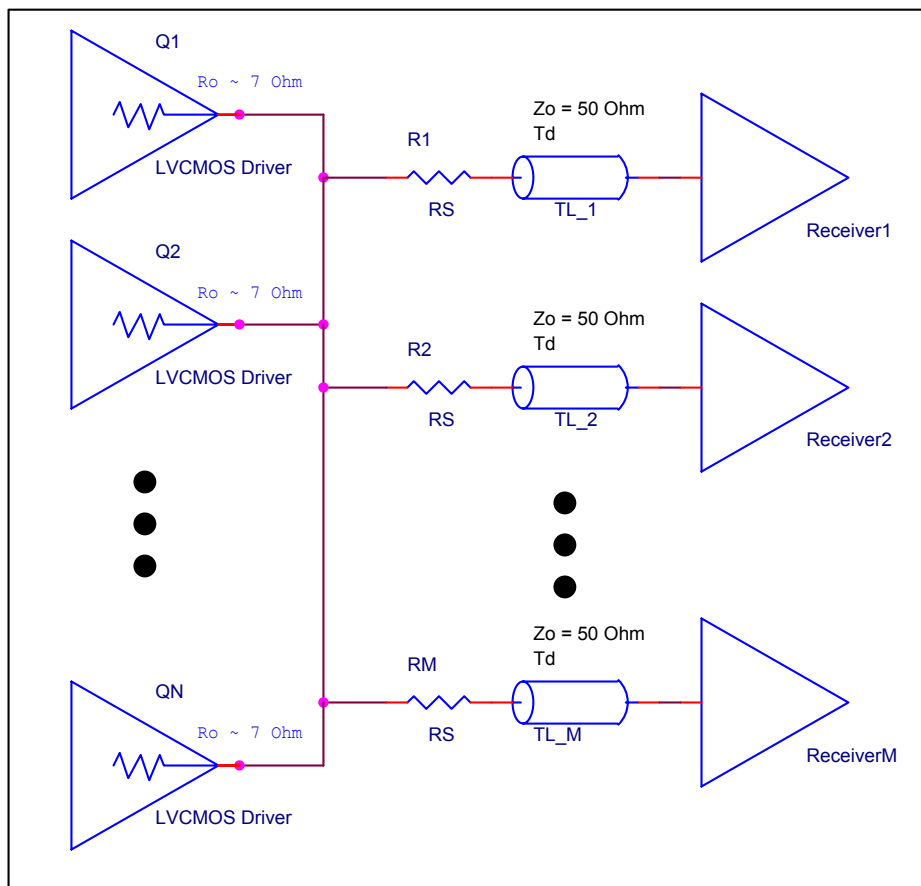 Q1
Ro ~ 7 Ohm
LVCMOS Driver
Zo = 50 Ohm
Td
R1
RS
TL_1
Receiver1
Q2
Ro ~ 7 Ohm
LVCMOS Driver
Zo = 50 Ohm
Td
R2
RS
TL_2
Receiver2
Zo = 50 Ohm
Td
RM
RS
TL_M
ReceiverM
QN
Ro ~ 7 Ohm
LVCMOS Driver